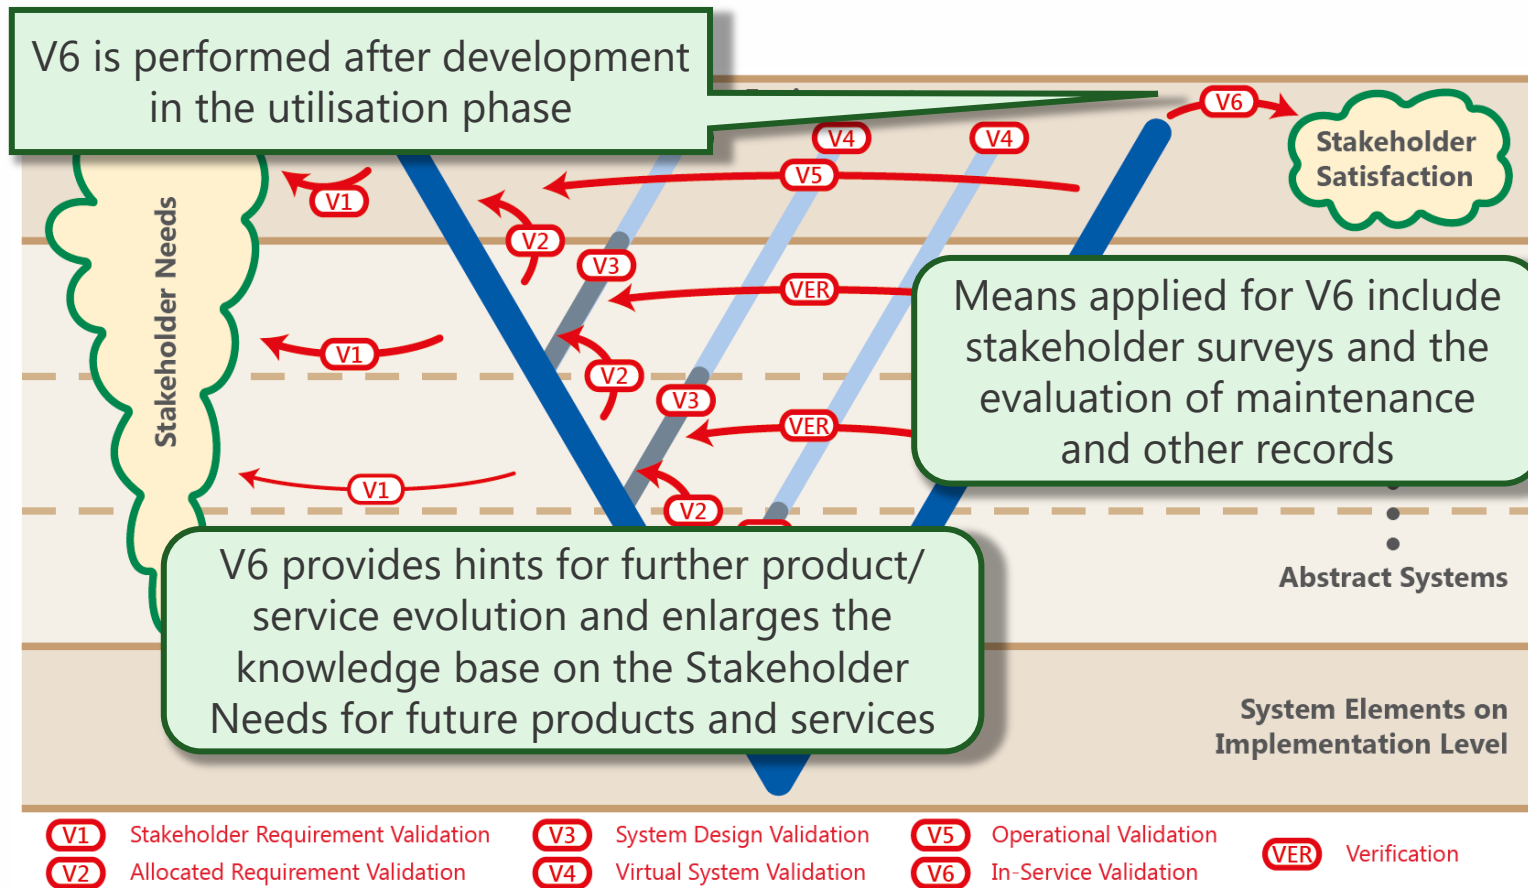 V6 is performed after development
in the utilisation phase
V6
Stakeholder
Satisfaction
V4
V4
V5
V1
V2
V3
VER
Stakeholder Needs
Means applied for V6 include
stakeholder surveys and the
evaluation of maintenance
and other records
V1
V2
V3
VER
V1
V2
V6 provides hints for further product/
service evolution and enlarges the
knowledge base on the Stakeholder
Needs for future products and services
Abstract Systems
System Elements on
Implementation Level
V1 Stakeholder Requirement Validation
V3 System Design Validation
V5 Operational Validation
VER Verification
V2 Allocated Requirement Validation
V4 Virtual System Validation
V6 In-Service Validation